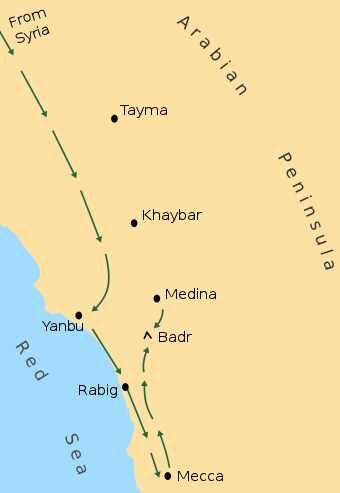 From
Syria
Arabian
Peninsula
Tayma
Khaybar
Medina
Yanbu
Badr
Red
Sea
Rabig
Mecca